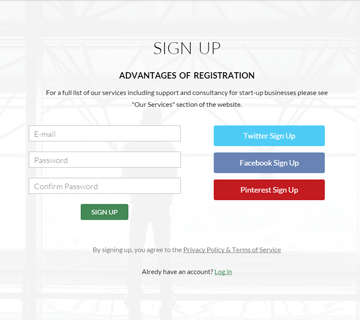 SIGN UP
ADVANTAGES OF REGISTRATION
For a full list of our services including support and consultancy for start-up businesses please see
"Our Services" section of the website.
E-mail
Password
Confirm Password
SIGN UP
Twitter Sign Up
Facebook Sign Up
Pinterest Sign Up
By signing up, you agree to the Privacy Policy & Terms of Service
Alredy have an account? Log in